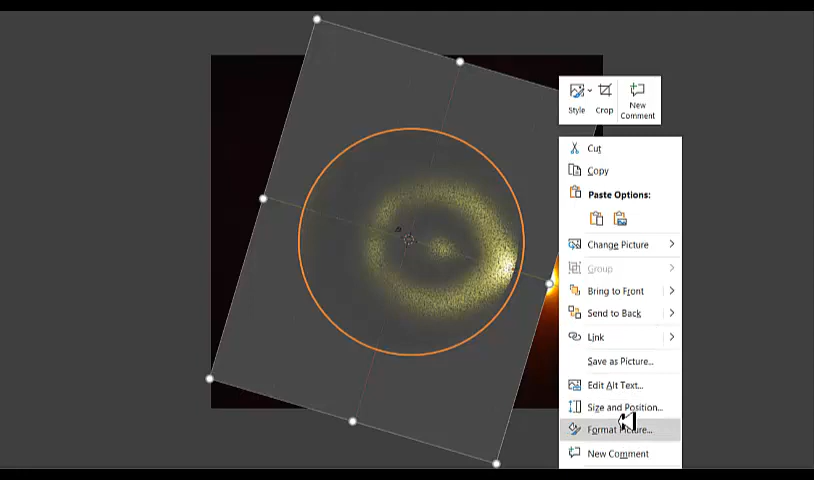 Style
Crop
New
Comment
Cut
Copy
Paste Options:
Change Picture
Group
Bring to Front
Send to Back
Link
Save as Picture...
Edit Alt Text...
Size and Position...
Format Picture...
New Comment